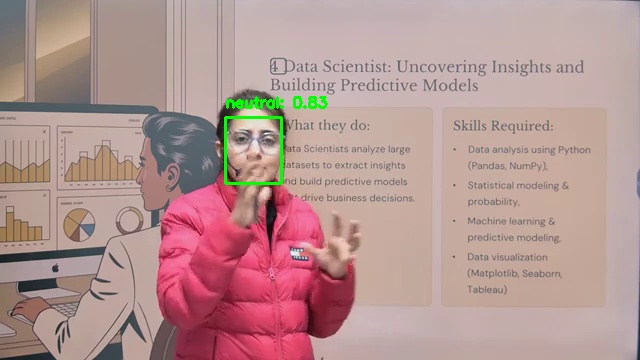 4 Data Scientist: Uncovering Insights and
Building Predictive Models
neutral: 0.83
What they do:
Data Scientists analyze large
datasets to extract insights
and build predictive models
drive business decisions.
Skills Required:
• Data analysis using Python
(Pandas, NumPy),
• Statistical modeling &
probability,
• Machine learning &
predictive modeling,
• Data visualization
(Matplotlib, Seaborn,
Tableau)